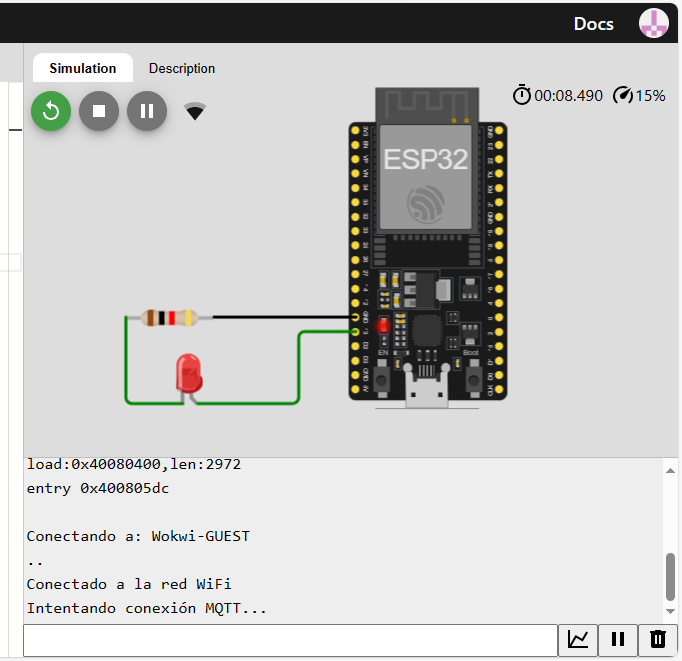 Docs
Simulation
Description
00:08.490
15%
ESP32
EN
Boot
load:0x40080400,len:2972
entry 0x400805dc
Conectando a: Wokwi-GUEST
..
Conectado a la red WiFi
Intentando conexión MQTT...